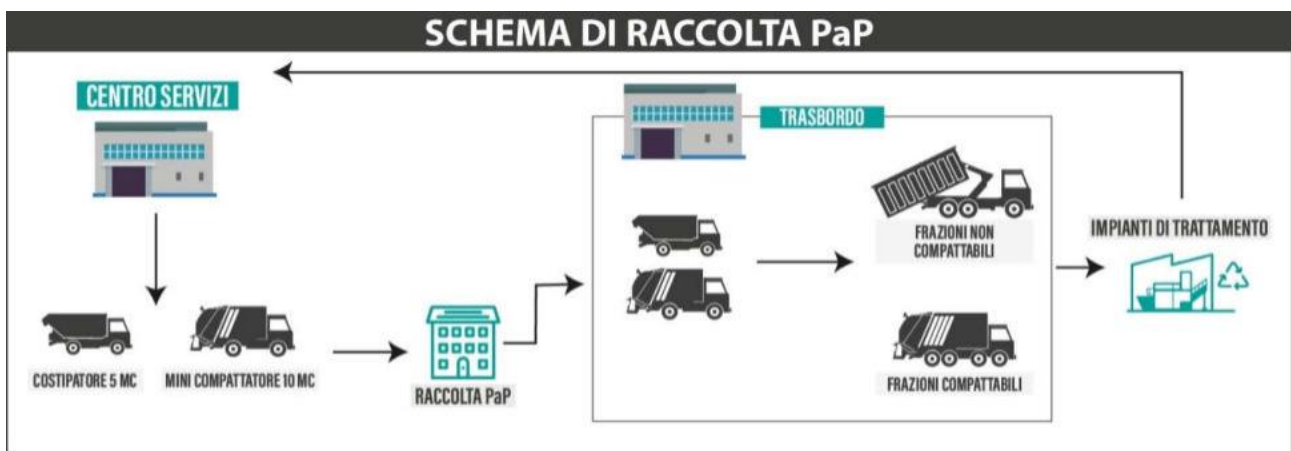 SCHEMA DI RACCOLTA PaP
CENTRO SERVIZI
TRASBORDO
FRAZIONI NON
COMPATTABILI
IMPIANTI DI TRATTAMENTO
COSTIPATORE 5 MC
MINI COMPATTATORE 10 MC
RACCOLTA PaP
FRAZIONI COMPATTABILI